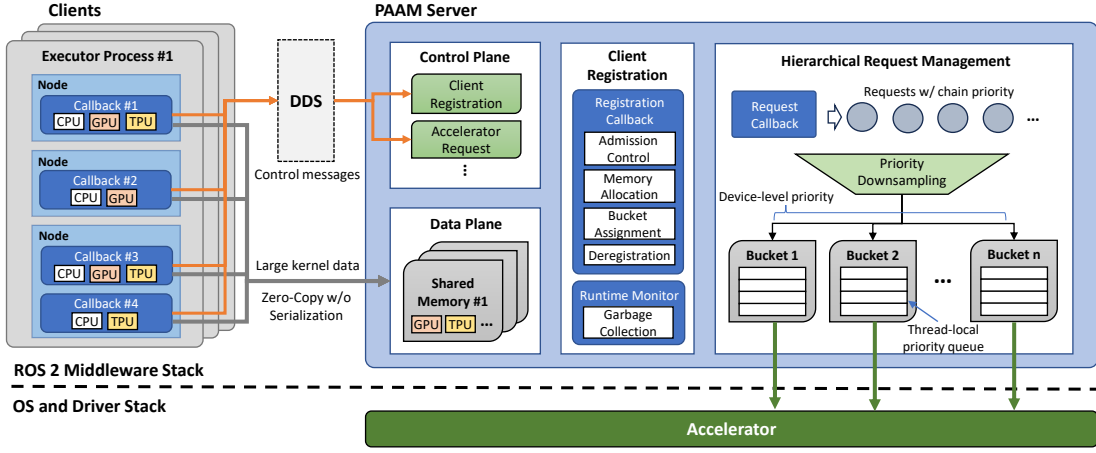 Clients
Executor Process #1
Node
Callback #1
CPU GPU TPU
Node
Callback #2
CPU GPU
Node
Callback #3
CPU GPU TPU
Callback #4
CPU TPU
DDS
Control messages
Large kernel data
Zero-Copy w/o
Serialization
PAAM Server
Control Plane
Client
Registration
Accelerator
Request
⋮
Data Plane
Shared
Memory #1
GPU TPU ...
Client
Registration
Registration
Callback
Admission
Control
Memory
Allocation
Bucket
Assignment
Deregistration
Runtime Monitor
Garbage
Collection
Hierarchical Request Management
Request
Callback
Requests w/ chain priority
...
Priority
Downsampling
Device-level priority
Bucket 1
Bucket 2
...
Bucket n
Thread-local
priority queue
ROS 2 Middleware Stack
OS and Driver Stack
Accelerator